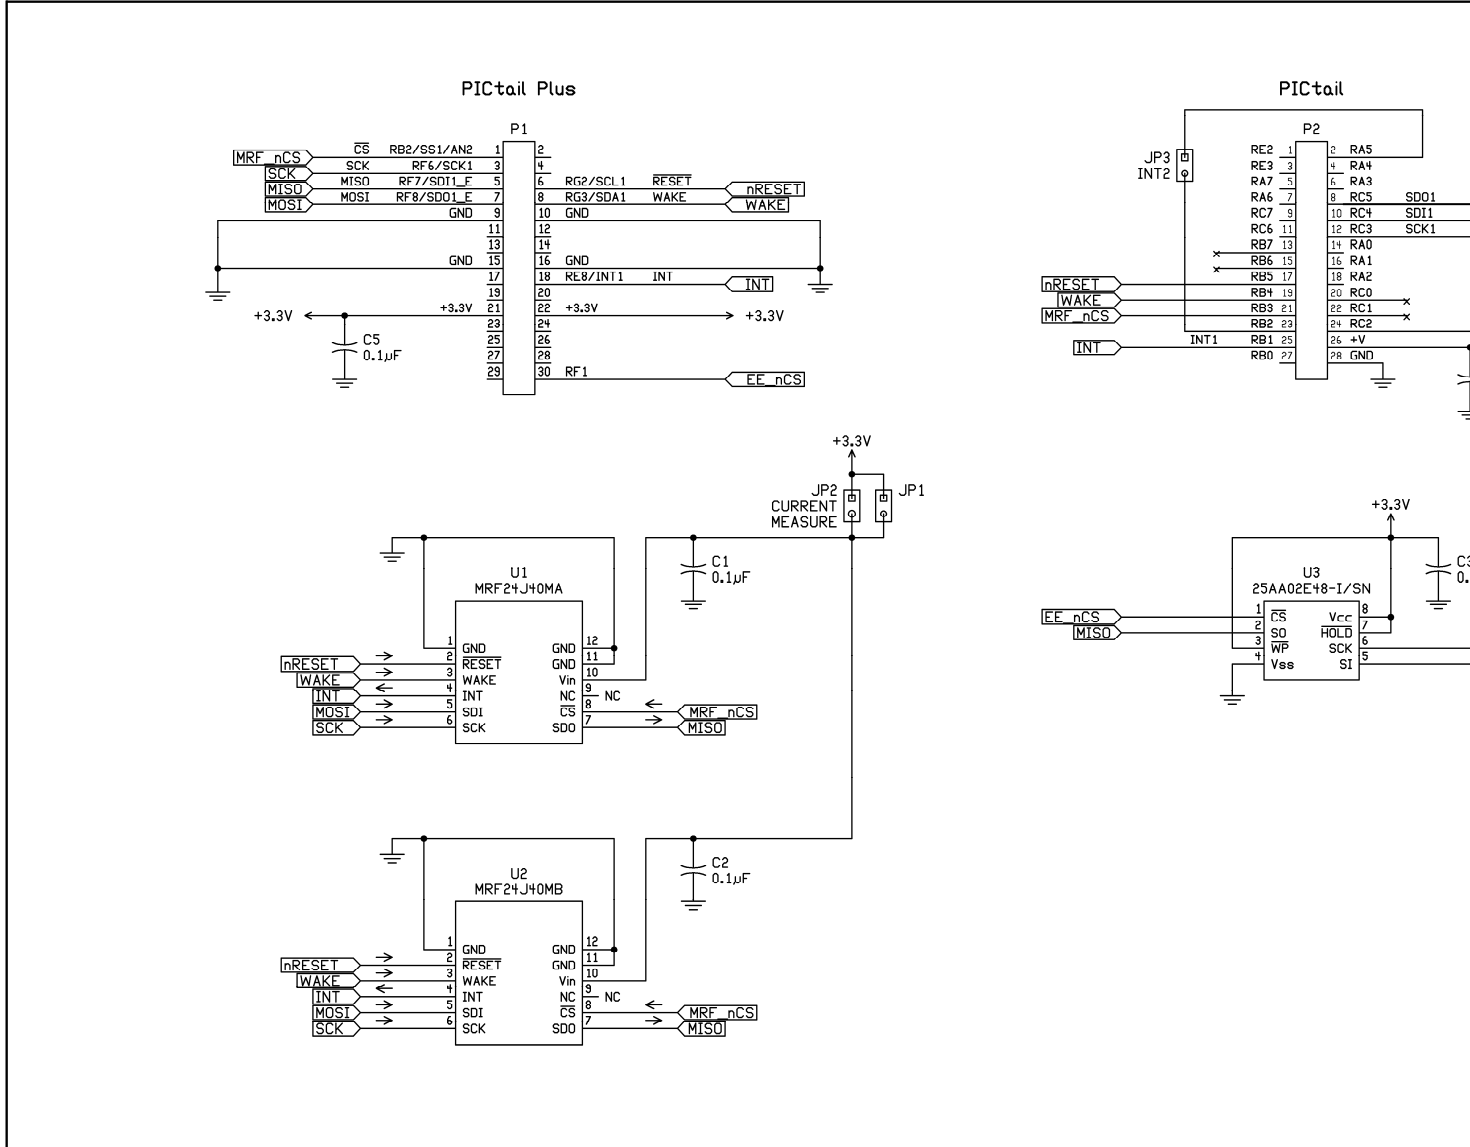 PICtail Plus
P1
MRF_nCS CS RB2/SS1/AN2 1 2
SCK SCK RF6/SCK1 3 4
MISO MISO RF7/SDI1_E 5 6 RG2/SCL1 RESET nRESET
MOSI MOSI RF8/SDO1_E 7 8 RG3/SDA1 WAKE WAKE
GND 9 10 GND
11 12
13 14
GND 15 16 GND
17 18 RE8/INT1 INT INT
19 20
+3.3V +3.3V 21 22 +3.3V +3.3V
23 24
25 26
27 28
29 30 RF1 EE_nCS
C5
0.1µF
PICtail
P2
JP3
INT2
RE2 1 2 RA5
RE3 3 4 RA4
RA7 5 6 RA3
RA6 7 8 RC5 SDO1
RC7 9 10 RC4 SDI1
RC6 11 12 RC3 SCK1
RB7 13 14 RA0
RB6 15 16 RA1
nRESET RB5 17 18 RA2
WAKE RB4 19 20 RC0
MRF_nCS RB3 21 22 RC1
RB2 23 24 RC2
INT INT1 RB1 25 26 +V
RB0 27 28 GND
+3.3V
JP2 JP1
CURRENT
MEASURE
C1
0.1µF
U1
MRF24J40MA
1 GND GND 12
nRESET 2 RESET GND 11
WAKE 3 WAKE Vin 10
INT 4 INT NC 9 NC
MOSI 5 SDI CS 8 MRF_nCS
SCK 6 SCK SDO 7 MISO
C2
0.1µF
U2
MRF24J40MB
1 GND GND 12
nRESET 2 RESET GND 11
WAKE 3 WAKE Vin 10
INT 4 INT NC 9 NC
MOSI 5 SDI CS 8 MRF_nCS
SCK 6 SCK SDO 7 MISO
+3.3V
U3
25AA02E48-I/SN
EE_nCS 1 CS Vcc 8
MISO 2 SO HOLD 7
3 WP SCK 6
4 Vss SI 5
C3
0.